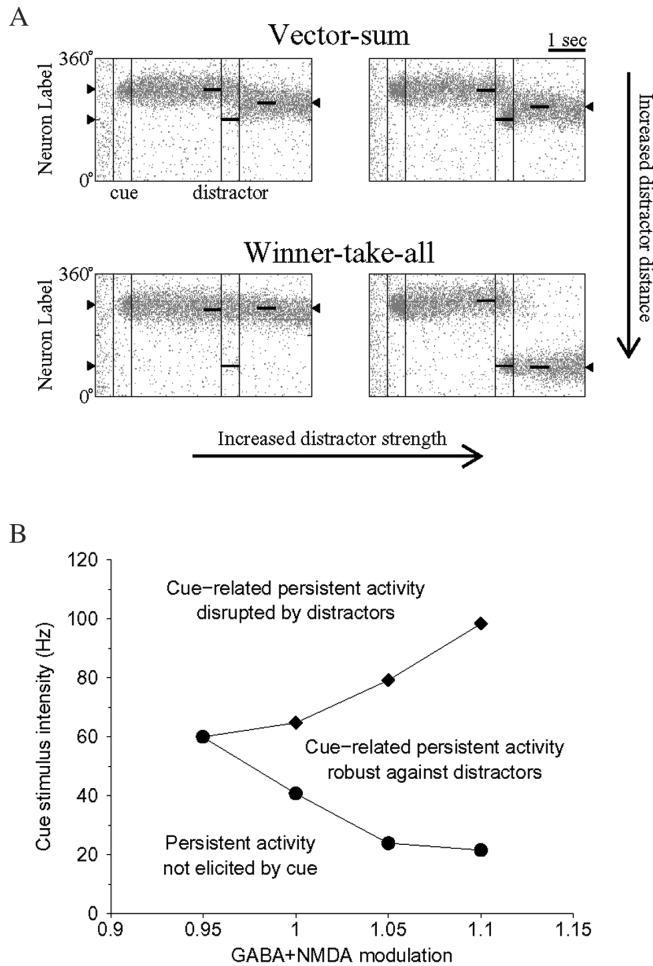 A
Vector-sum
1 sec
360°
Neuron Label
0°
cue
distractor
Increased distractor distance
Winner-take-all
360°
Neuron Label
0°
Increased distractor strength
B
120
100
80
60
40
20
0
Cue stimulus intensity (Hz)
Cue−related persistent activity
disrupted by distractors
Cue−related persistent activity
robust against distractors
Persistent activity
not elicited by cue
0.9
0.95
1
1.05
1.1
1.15
GABA+NMDA modulation